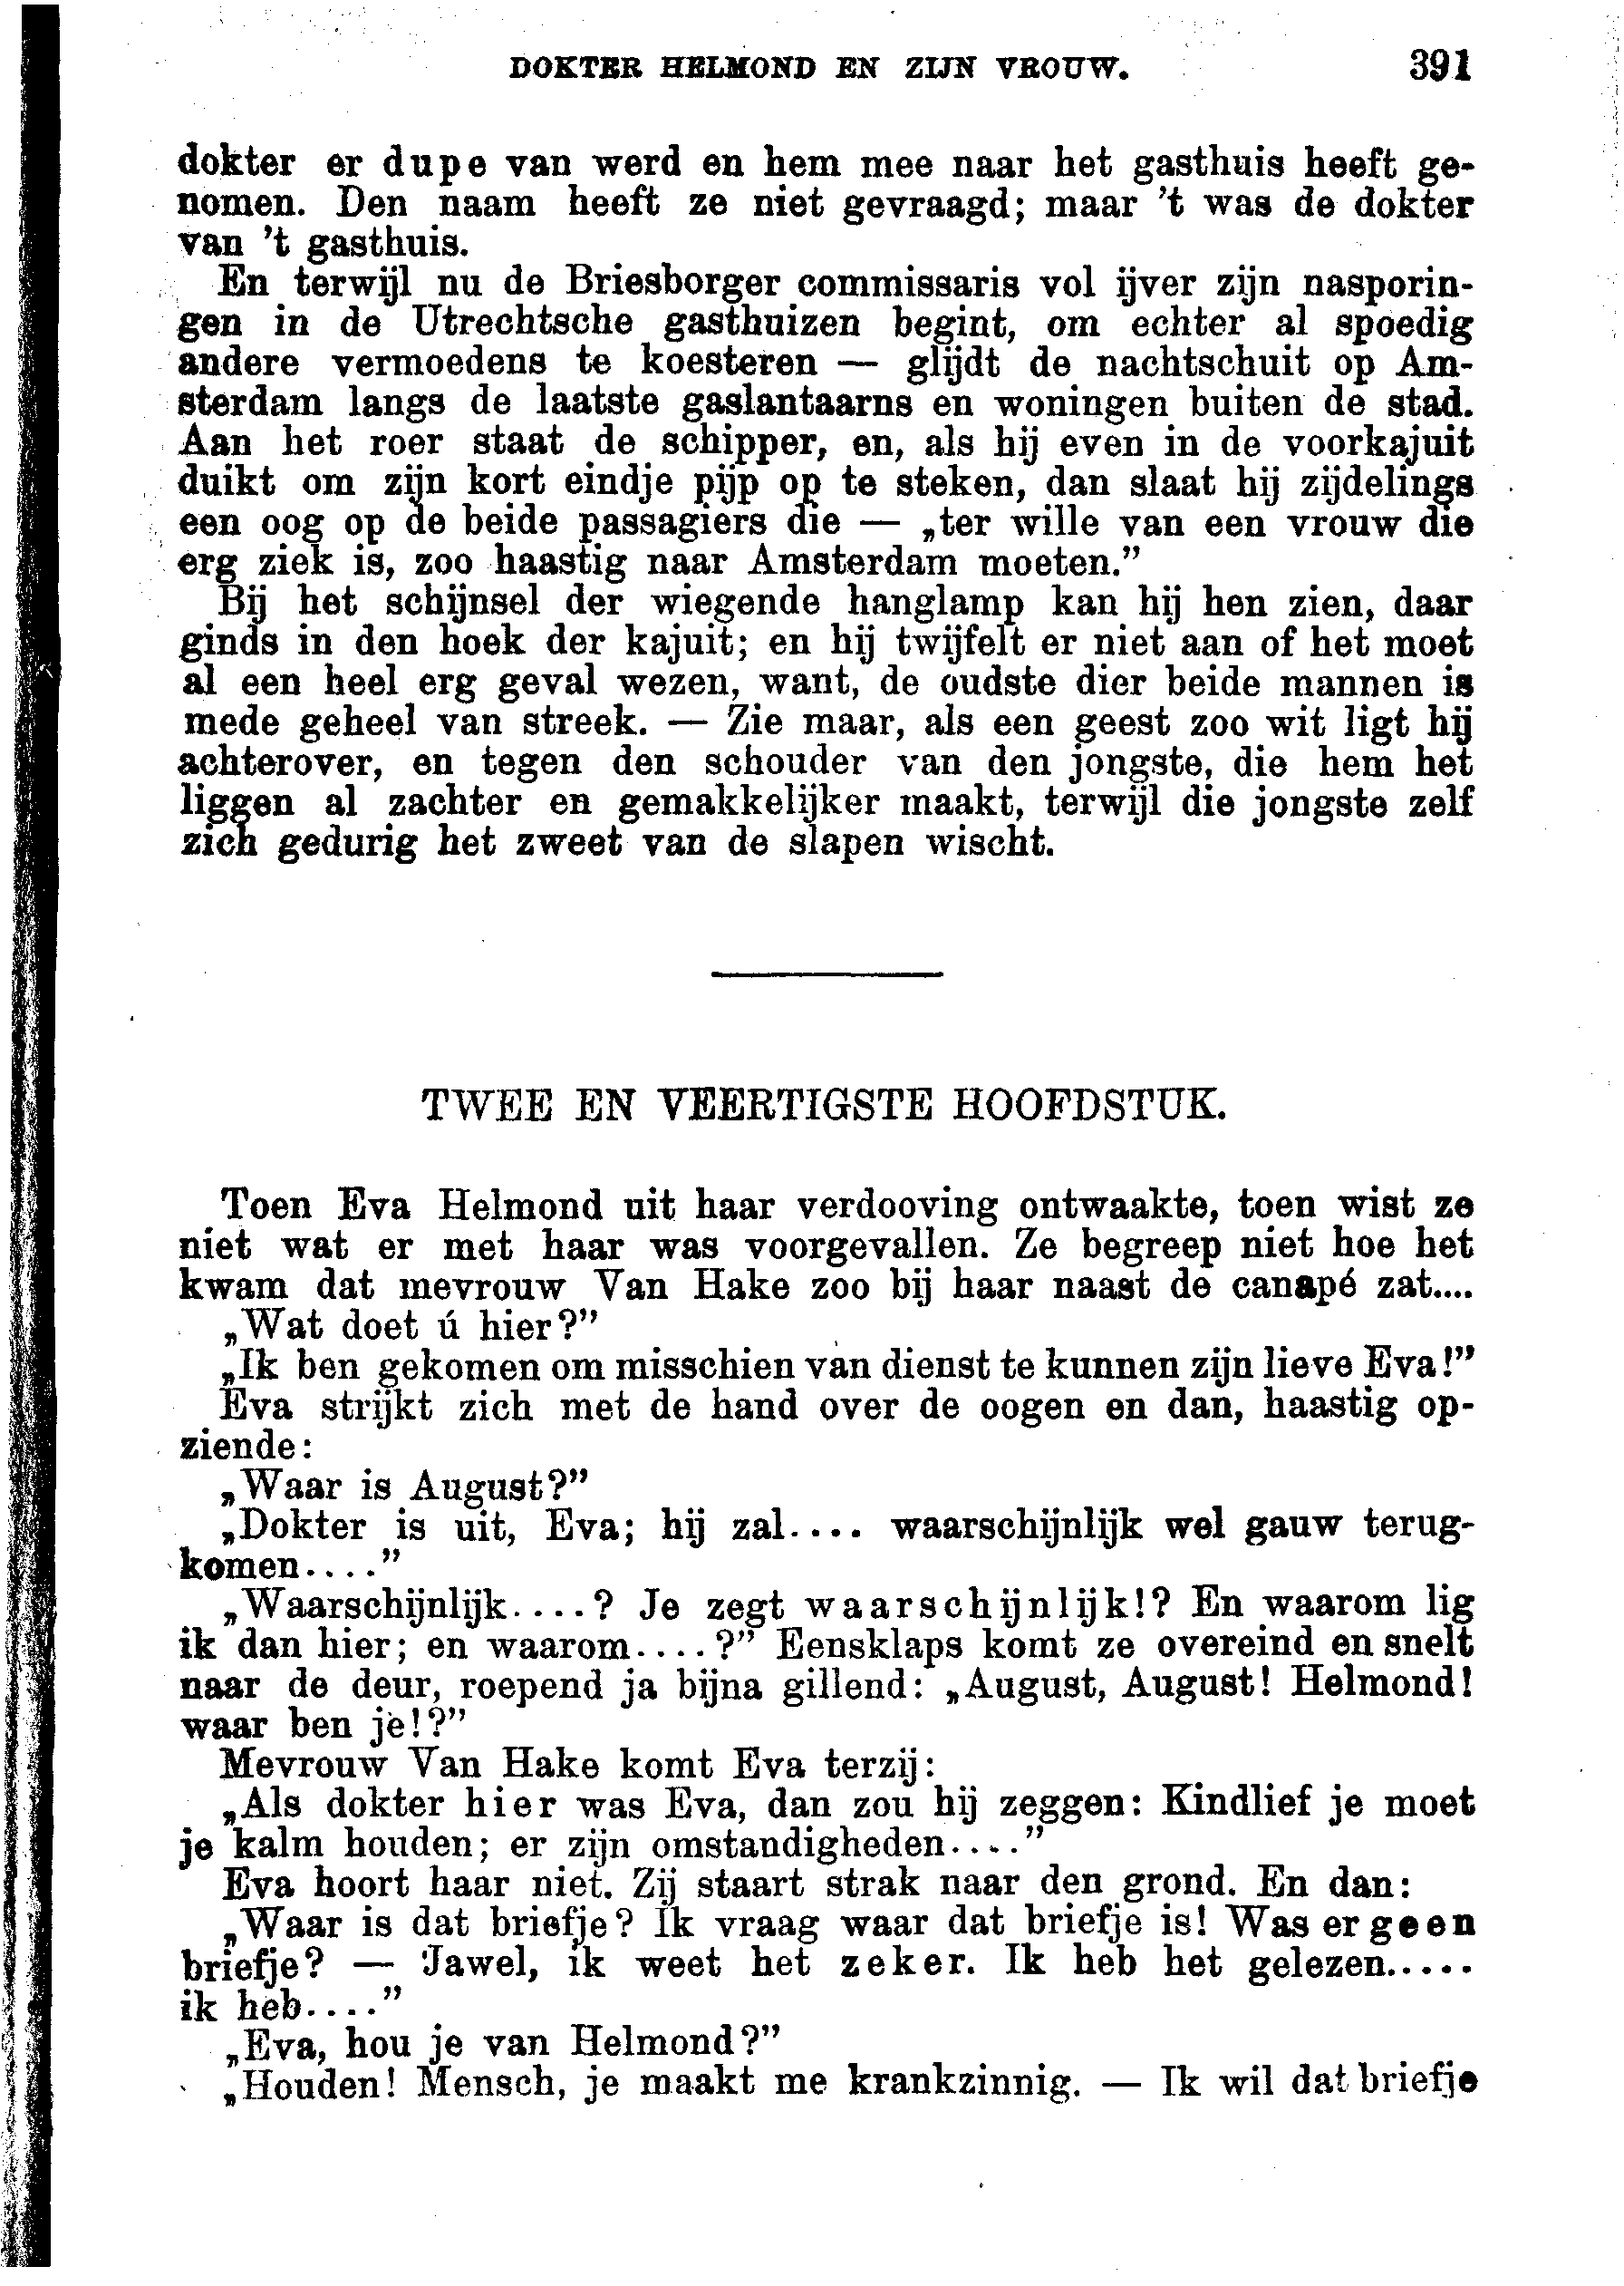 DOKTER HELMOND EN ZIJN VROUW. 391
dokter er dupe van werd en hem mee naar het gasthuis heeft ge-
nomen. Den naam heeft ze niet gevraagd; maar 't was de dokter
van 't gasthuis.
En terwijl nu de Briesborger commissaris vol ijver zijn nasporin-
gen in de Utrechtsche gasthuizen begint, om echter al spoedig
andere vermoedens te koesteren — glijdt de nachtschuit op Am-
sterdam langs de laatste gaslantaarns en woningen buiten de stad.
Aan het roer staat de schipper, en, als hij even in de voorkajuit
duikt om zijn kort eindje pijp op te steken, dan slaat hij zijdelings
een oog op de beide passagiers die — „ter wille van een vrouw die
erg ziek is, zoo haastig naar Amsterdam moeten.”
Bij het schijnsel der wiegende hanglamp kan hij hen zien, daar
ginds in den hoek der kajuit; en hij twijfelt er niet aan of het moet
al een heel erg geval wezen, want, de oudste dier beide mannen is
mede geheel van streek. — Zie maar, als een geest zoo wit ligt hij
achterover, en tegen den schouder van den jongste, die hem het
liggen al zachter en gemakkelijker maakt, terwijl die jongste zelf
zich gedurig het zweet van de slapen wischt.
TWEE EN VEERTIGSTE HOOFDSTUK.
Toen Eva Helmond uit haar verdooving ontwaakte, toen wist ze
niet wat er met haar was voorgevallen. Ze begreep niet hoe het
kwam dat mevrouw Van Hake zoo bij haar naast de canapé zat....
„Wat doet ú hier?”
„Ik ben gekomen om misschien van dienst te kunnen zijn lieve Eva!”
Eva strijkt zich met de hand over de oogen en dan, haastig op-
ziende:
„Waar is August?”
„Dokter is uit, Eva; hij zal.... waarschijnlijk wel gauw terug-
komen....”
„Waarschijnlijk....? Je zegt waarschijnlijk!? En waarom lig
ik dan hier; en waarom....?” Eensklaps komt ze overeind en snelt
naar de deur, roepend ja bijna gillend: „August, August! Helmond!
waar ben je!?”
Mevrouw Van Hake komt Eva terzij:
„Als dokter hier was Eva, dan zou hij zeggen: Kindlief je moet
je kalm houden; er zijn omstandigheden....”
Eva hoort haar niet. Zij staart strak naar den grond. En dan:
„Waar is dat briefje? Ik vraag waar dat briefje is! Was er geen
briefje? — Jawel, ik weet het zeker. Ik heb het gelezen.....
ik heb....”
„Eva, hou je van Helmond?”
„Houden! Mensch, je maakt me krankzinnig. — Ik wil dat briefje